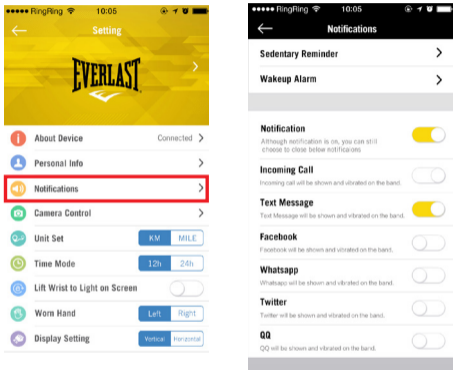 RingRing 10:05
Setting
EVERLAST
About Device Connected
Personal Info
Notifications
Camera Control
Unit Set KM MILE
Time Mode 12h 24h
Lift Wrist to Light on Screen
Worn Hand Left Right
Display Setting Vertical Horizontal
RingRing 10:05
Notifications
Sedentary Reminder
Wakeup Alarm
Notification
Although notification is on, you can still
choose to close below notifications
Incoming Call
Incoming call will be shown and vibrated on the band.
Text Message
Text Message will be shown and vibrated on the band.
Facebook
Facebook will be shown and vibrated on the band.
Whatsapp
Whatsapp will be shown and vibrated on the band.
Twitter
Twitter will be shown and vibrated on the band.
QQ
QQ will be shown and vibrated on the band.